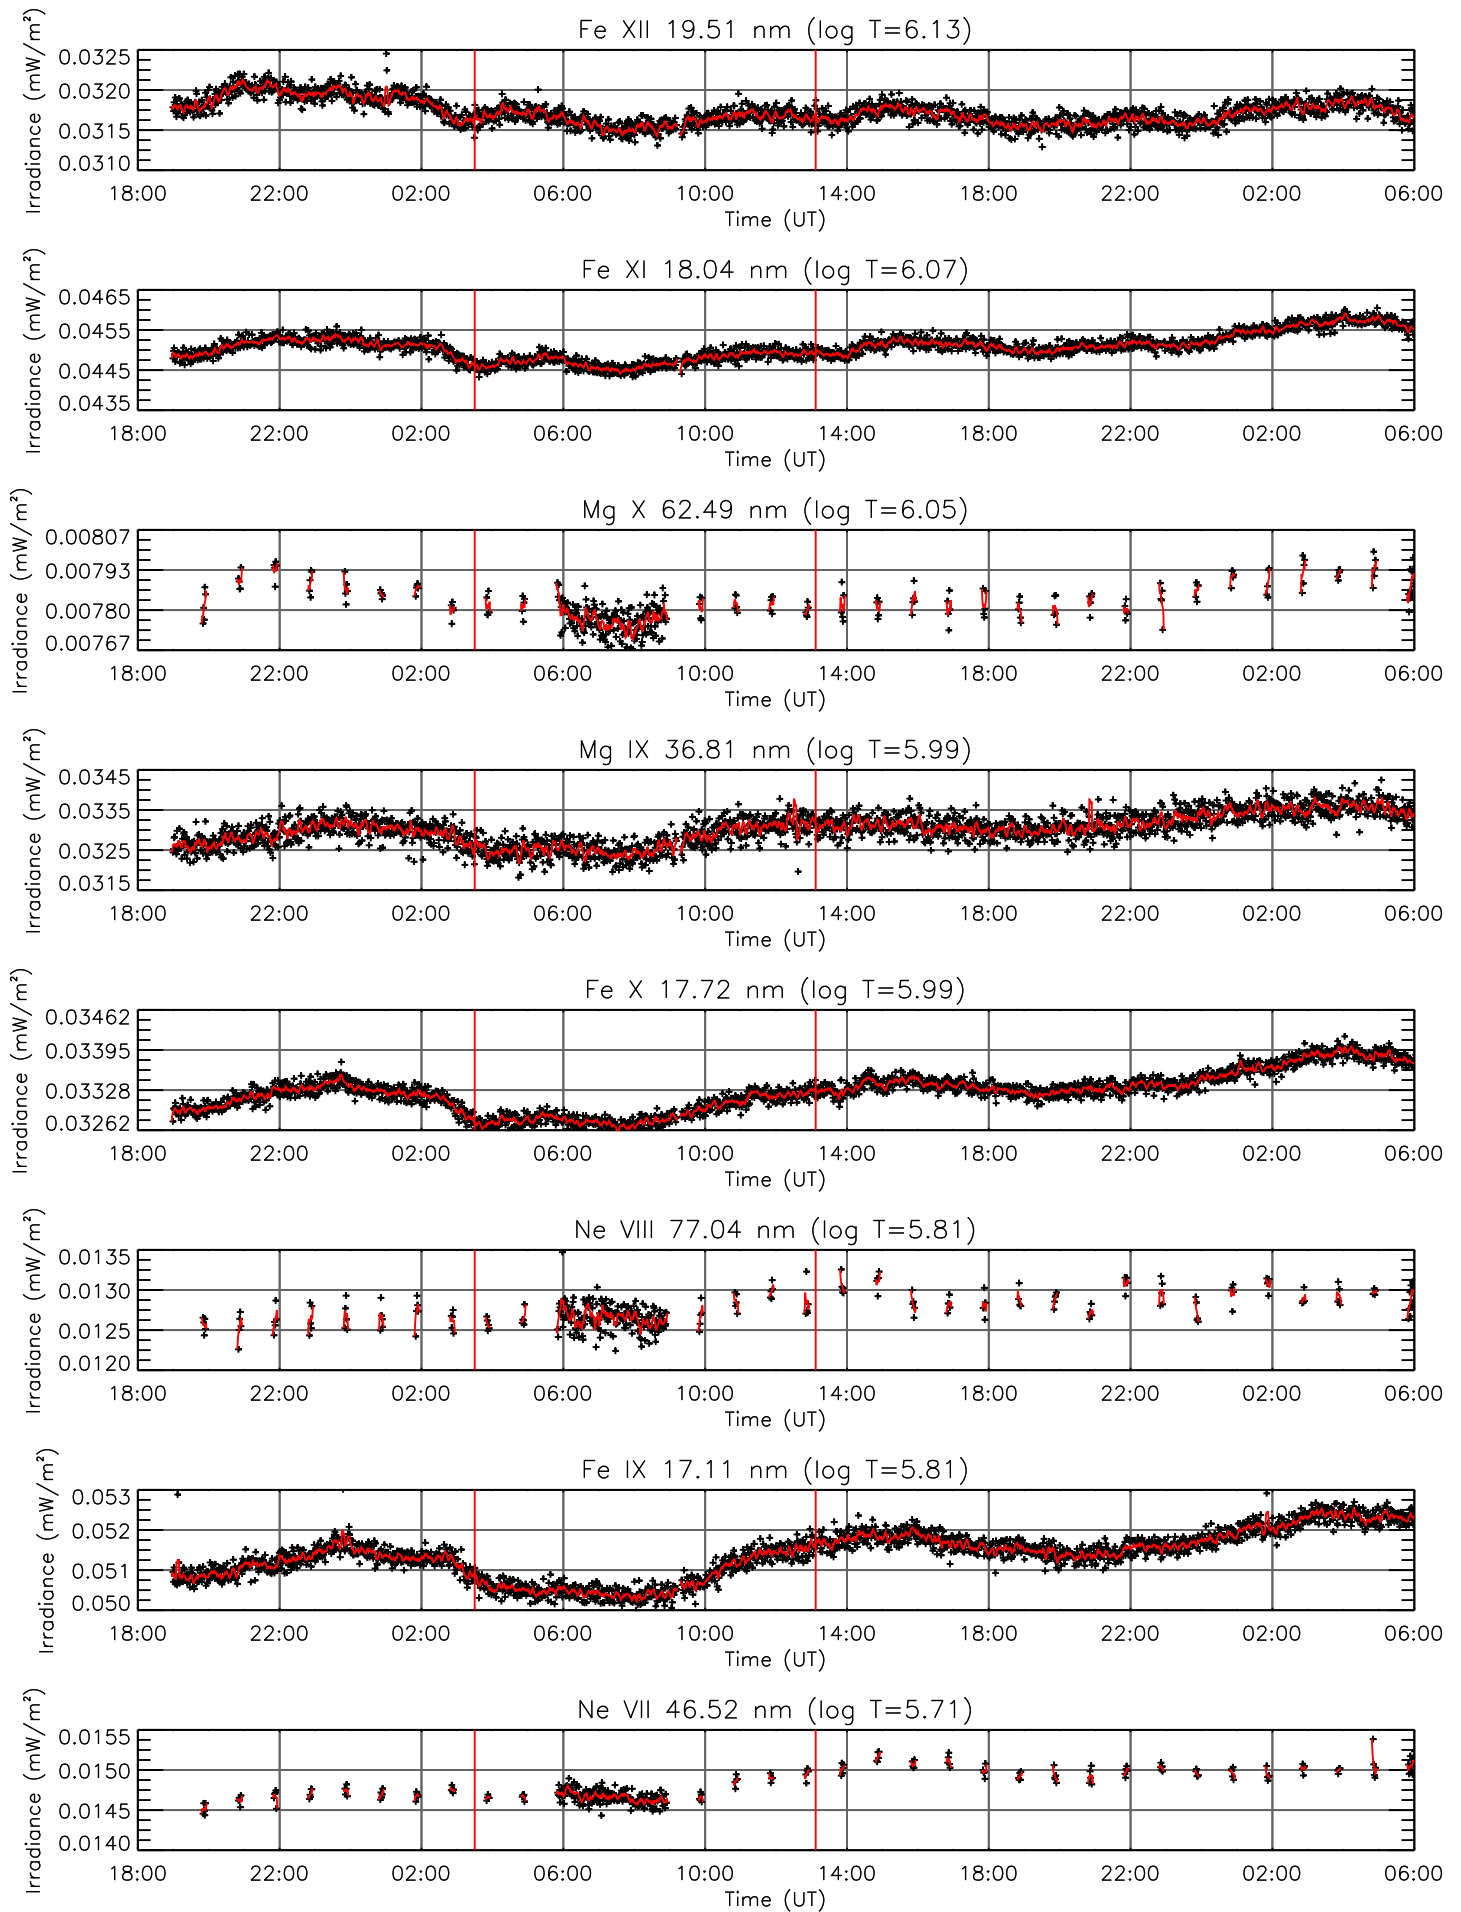 Fe XII 19.51 nm (log T=6.13)
Irradiance (mW/m²)
0.0325
0.0320
0.0315
0.0310
18:00 22:00 02:00 06:00 10:00 14:00 18:00 22:00 02:00 06:00
Time (UT)
Fe XI 18.04 nm (log T=6.07)
Irradiance (mW/m²)
0.0465
0.0455
0.0445
0.0435
18:00 22:00 02:00 06:00 10:00 14:00 18:00 22:00 02:00 06:00
Time (UT)
Mg X 62.49 nm (log T=6.05)
Irradiance (mW/m²)
0.00807
0.00793
0.00780
0.00767
18:00 22:00 02:00 06:00 10:00 14:00 18:00 22:00 02:00 06:00
Time (UT)
Mg IX 36.81 nm (log T=5.99)
Irradiance (mW/m²)
0.0345
0.0335
0.0325
0.0315
18:00 22:00 02:00 06:00 10:00 14:00 18:00 22:00 02:00 06:00
Time (UT)
Fe X 17.72 nm (log T=5.99)
Irradiance (mW/m²)
0.03462
0.03395
0.03328
0.03262
18:00 22:00 02:00 06:00 10:00 14:00 18:00 22:00 02:00 06:00
Time (UT)
Ne VIII 77.04 nm (log T=5.81)
Irradiance (mW/m²)
0.0135
0.0130
0.0125
0.0120
18:00 22:00 02:00 06:00 10:00 14:00 18:00 22:00 02:00 06:00
Time (UT)
Fe IX 17.11 nm (log T=5.81)
Irradiance (mW/m²)
0.053
0.052
0.051
0.050
18:00 22:00 02:00 06:00 10:00 14:00 18:00 22:00 02:00 06:00
Time (UT)
Ne VII 46.52 nm (log T=5.71)
Irradiance (mW/m²)
0.0155
0.0150
0.0145
0.0140
18:00 22:00 02:00 06:00 10:00 14:00 18:00 22:00 02:00 06:00
Time (UT)